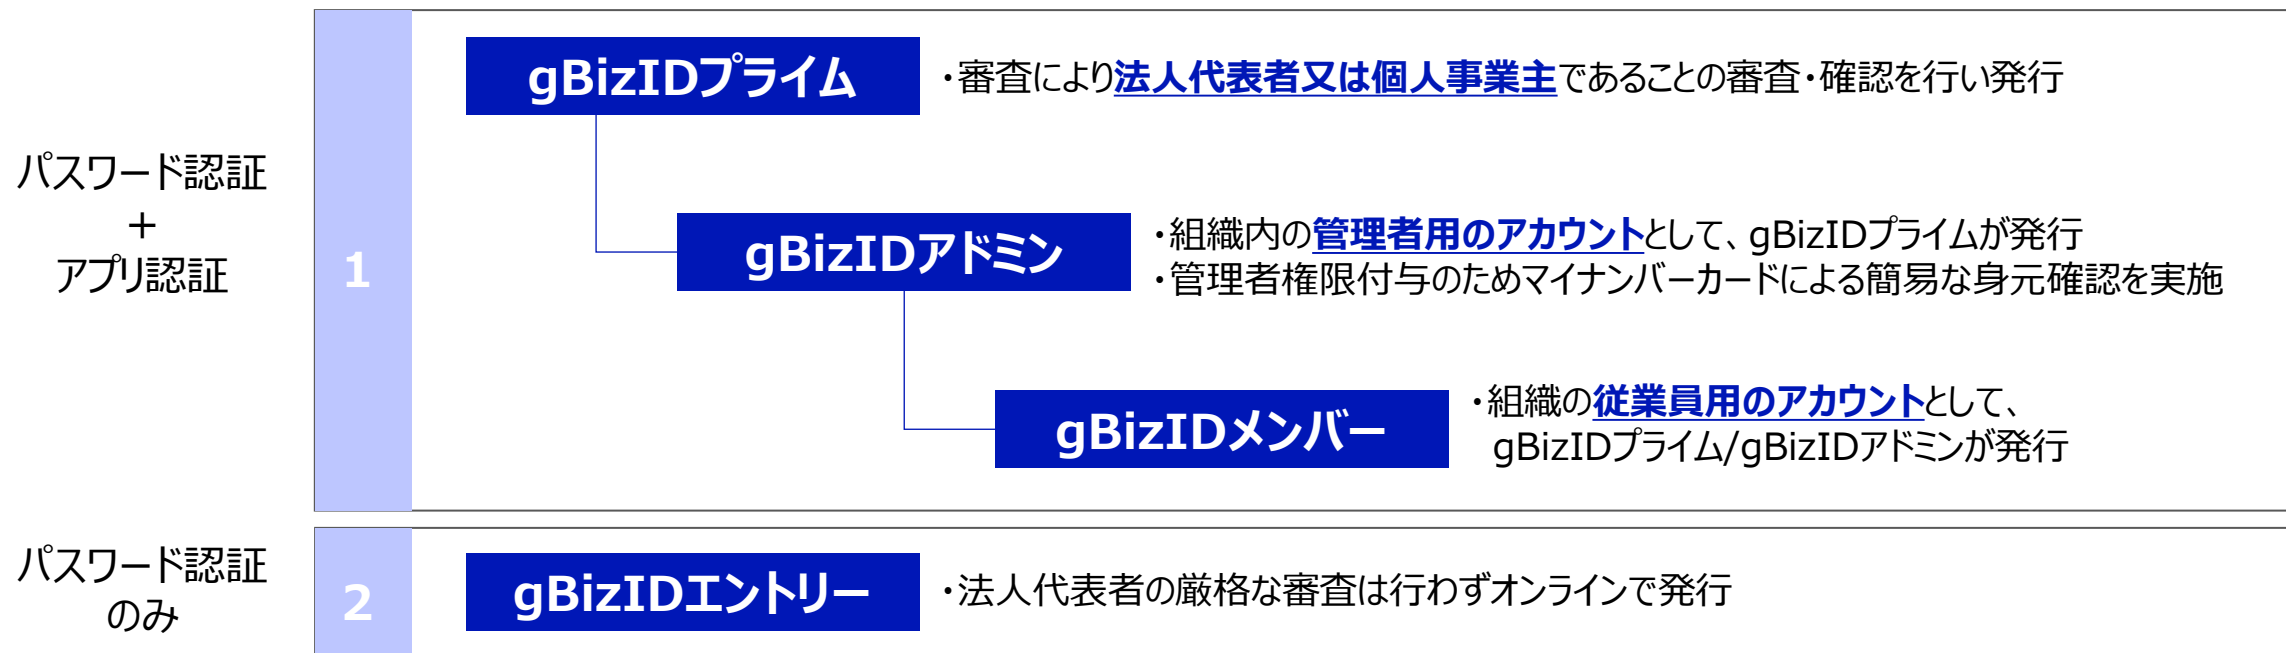 パスワード認証
+
アプリ認証
1
gBizIDプライム
・審査により法人代表者又は個人事業主であることの審査・確認を行い発行
gBizIDアドミン
・組織内の管理者用のアカウントとして、gBizIDプライムが発行
・管理者権限付与のためマイナンバーカードによる簡易な身元確認を実施
gBizIDメンバー
・組織の従業員用のアカウントとして、
gBizIDプライム/gBizIDアドミンが発行
パスワード認証
のみ
2
gBizIDエントリー
・法人代表者の厳格な審査は行わずオンラインで発行